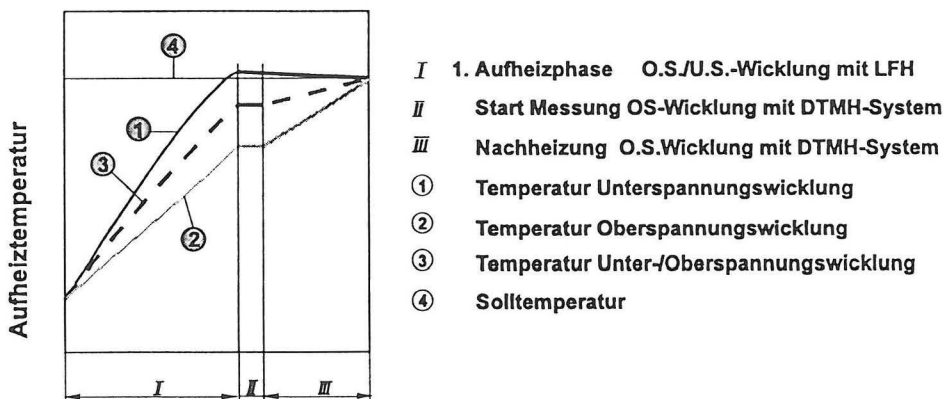 Aufheiztemperatur
④
①
③
②
I II III
I 1. Aufheizphase O.S./U.S.-Wicklung mit LFH
II Start Messung OS-Wicklung mit DTMH-System
III Nachheizung O.S.Wicklung mit DTMH-System
① Temperatur Unterspannungswicklung
② Temperatur Oberspannungswicklung
③ Temperatur Unter-/Oberspannungswicklung
④ Solltemperatur